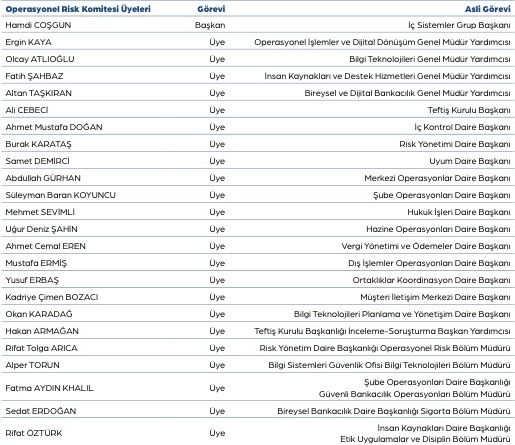 Operasyonel Risk Komitesi Üyeleri Görevi Asli Görevi
Hamdi COŞGUN Başkan İç Sistemler Grup Başkanı
Ergin KAYA Üye Operasyonel İşlemler ve Dijital Dönüşüm Genel Müdür Yardımcısı
Olcay ATLIOĞLU Üye Bilgi Teknolojileri Genel Müdür Yardımcısı
Fatih ŞAHBAZ Üye İnsan Kaynakları ve Destek Hizmetleri Genel Müdür Yardımcısı
Altan TAŞKIRAN Üye Bireysel ve Dijital Bankacılık Genel Müdür Yardımcısı
Ali CEBECİ Üye Teftiş Kurulu Başkanı
Ahmet Mustafa DOĞAN Üye İç Kontrol Daire Başkanı
Burak KARATAŞ Üye Risk Yönetimi Daire Başkanı
Samet DEMİRCİ Üye Uyum Daire Başkanı
Abdullah GÜRHAN Üye Merkezi Operasyonlar Daire Başkanı
Süleyman Baran KOYUNCU Üye Şube Operasyonları Daire Başkanı
Mehmet SEVİMLİ Üye Hukuk İşleri Daire Başkanı
Uğur Deniz ŞAHİN Üye Hazine Operasyonları Daire Başkanı
Ahmet Cemal EREN Üye Vergi Yönetimi ve Ödemeler Daire Başkanı
Mustafa ERMİŞ Üye Dış İşlemler Operasyonları Daire Başkanı
Yusuf ERBAŞ Üye Ortaklıklar Koordinasyon Daire Başkanı
Kadriye Çimen BOZACI Üye Müşteri İletişim Merkezi Daire Başkanı
Okan KARADAĞ Üye Bilgi Teknolojileri Planlama ve Yönetişim Daire Başkanı
Hakan ARMAĞAN Üye Teftiş Kurulu Başkanlığı İnceleme-Soruşturma Başkan Yardımcısı
Rifat Tolga ARICA Üye Risk Yönetim Daire Başkanlığı Operasyonel Risk Bölüm Müdürü
Alper TORUN Üye Bilgi Sistemleri Güvenlik Ofisi Bilgi Teknolojileri Bölüm Müdürü
Fatma AYDIN KHALIL Üye Şube Operasyonları Daire Başkanlığı
Güvenli Bankacılık Operasyonları Bölüm Müdürü
Sedat ERDOĞAN Üye Bireysel Bankacılık Daire Başkanlığı Sigorta Bölüm Müdürü
Rifat ÖZTÜRK Üye İnsan Kaynakları Daire Başkanlığı
Etik Uygulamalar ve Disiplin Bölüm Müdürü